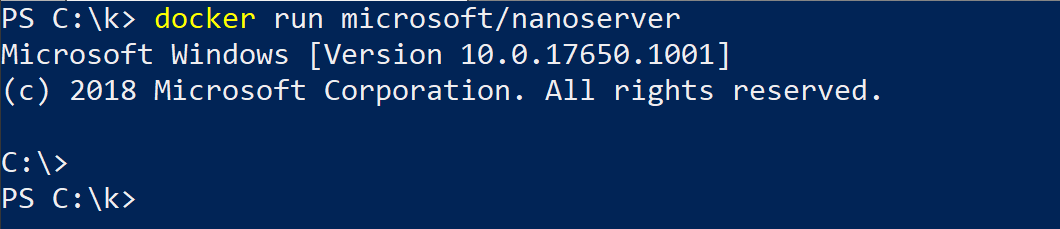 PS C:\k> docker run microsoft/nanoserver
Microsoft Windows [Version 10.0.17650.1001]
(c) 2018 Microsoft Corporation. All rights reserved.

C:\>
PS C:\k>